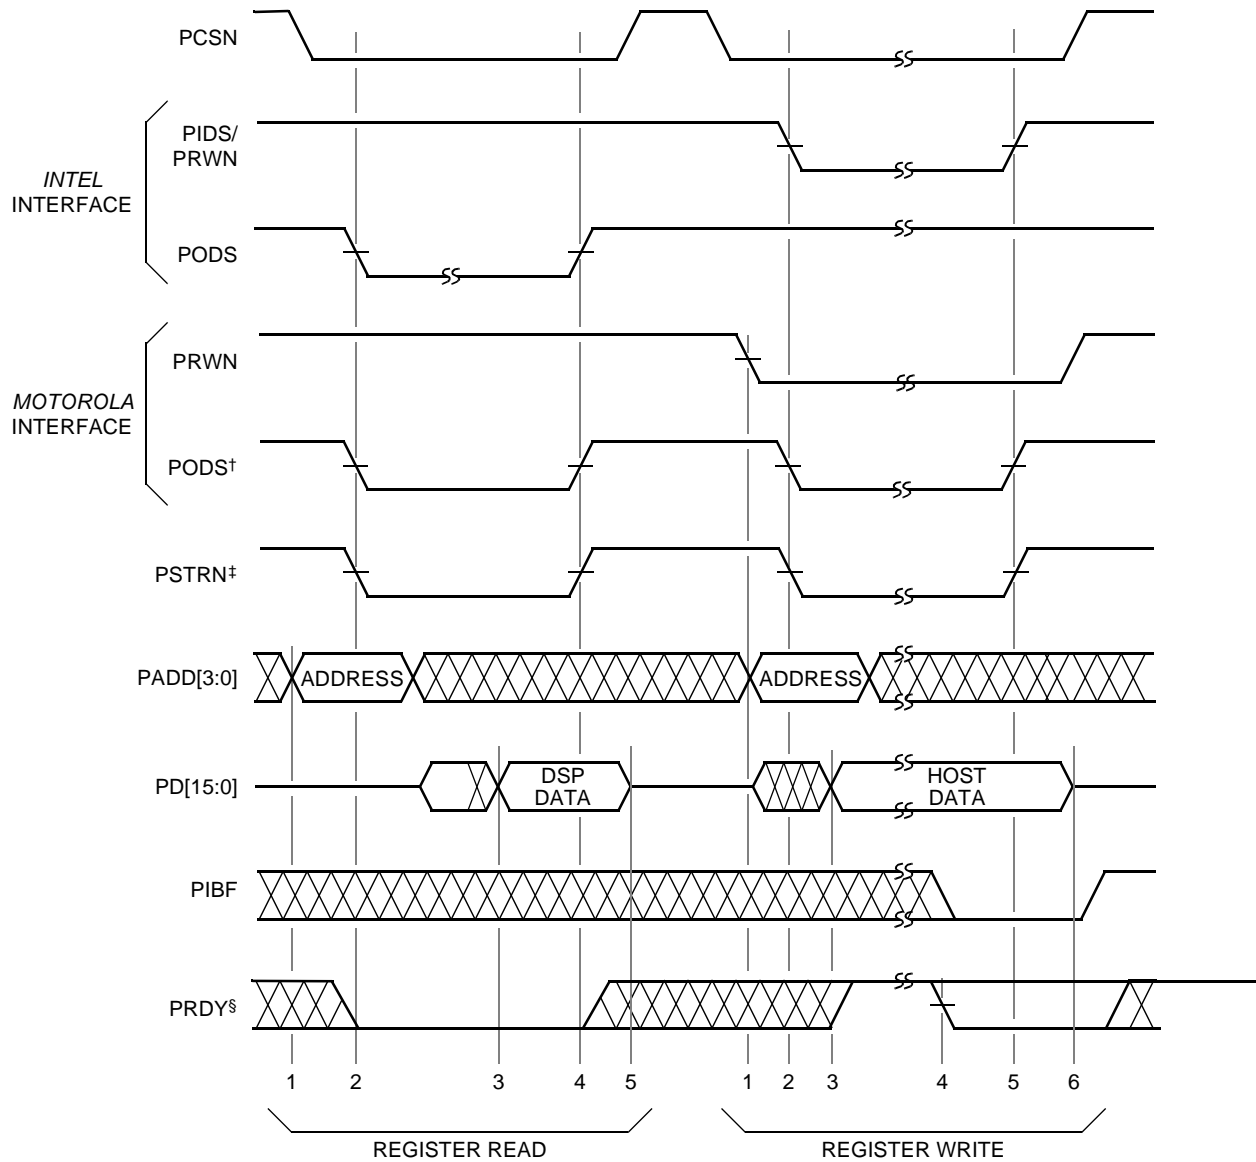 PCSN
PIDS/
PRWN
INTEL
INTERFACE
PODS
PRWN
MOTOROLA
INTERFACE
PODS†
PSTRN‡
PADD[3:0]
ADDRESS
ADDRESS
PD[15:0]
DSP
DATA
HOST
DATA
PIBF
PRDY§
1 2 3 4 5 1 2 3 4 5 6
REGISTER READ
REGISTER WRITE